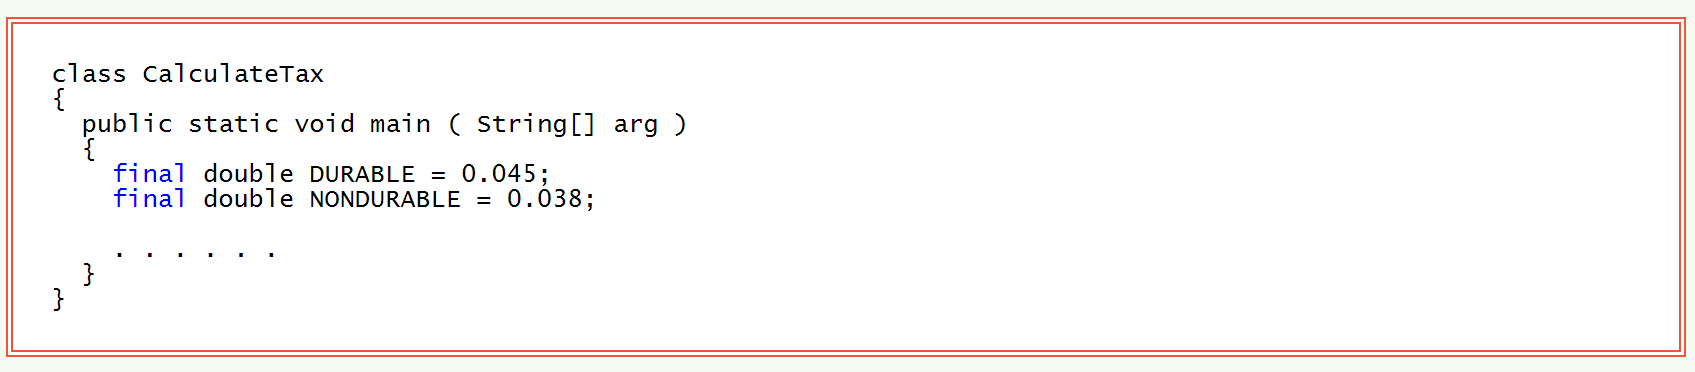 class CalculateTax
{
  public static void main ( String[] arg )
  {
    final double DURABLE = 0.045;
    final double NONDURABLE = 0.038;

    . . . . . .
  }
}